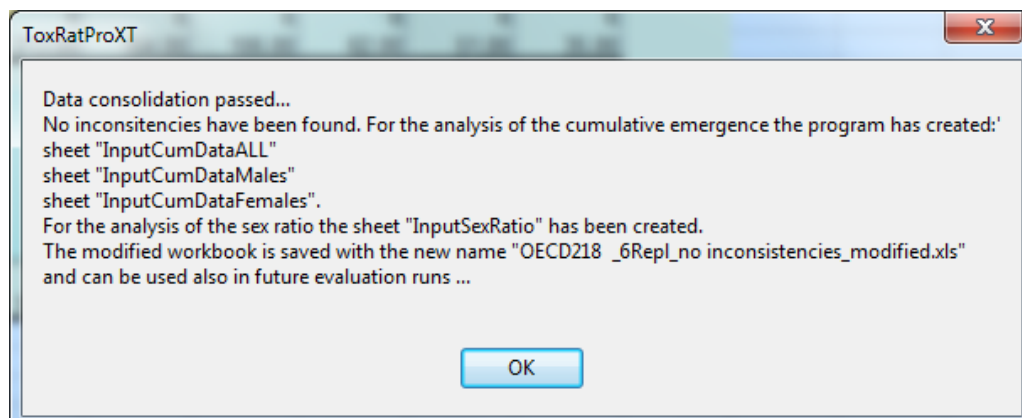 ToxRatProXT
Data consolidation passed...
No inconsitencies have been found. For the analysis of the cumulative emergence the program has created:'
sheet "InputCumDataALL"
sheet "InputCumDataMales"
sheet "InputCumDataFemales".
For the analysis of the sex ratio the sheet "InputSexRatio" has been created.
The modified workbook is saved with the new name "OECD218 _6Repl_no inconsistencies_modified.xls"
and can be used also in future evaluation runs ...
OK